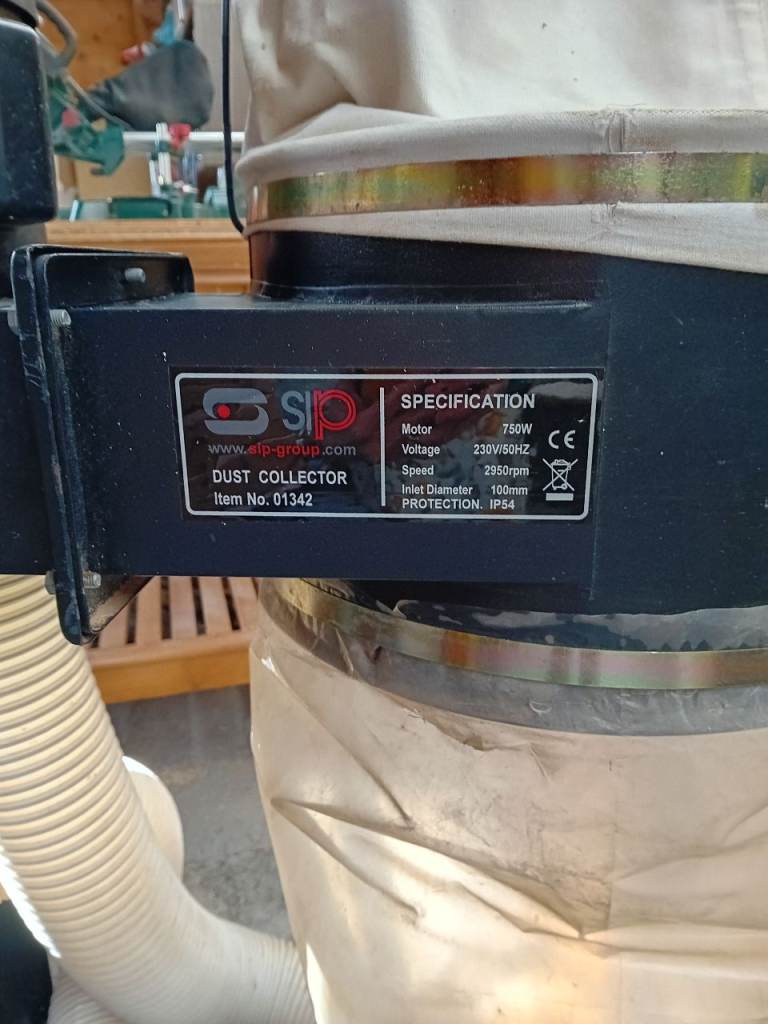 SIP
www.sip-group.com
DUST COLLECTOR
Item No. 01342
SPECIFICATION
Motor 750W
Voltage 230V/50HZ
Speed 2950rpm
Inlet Diameter 100mm
PROTECTION. IP54
CE